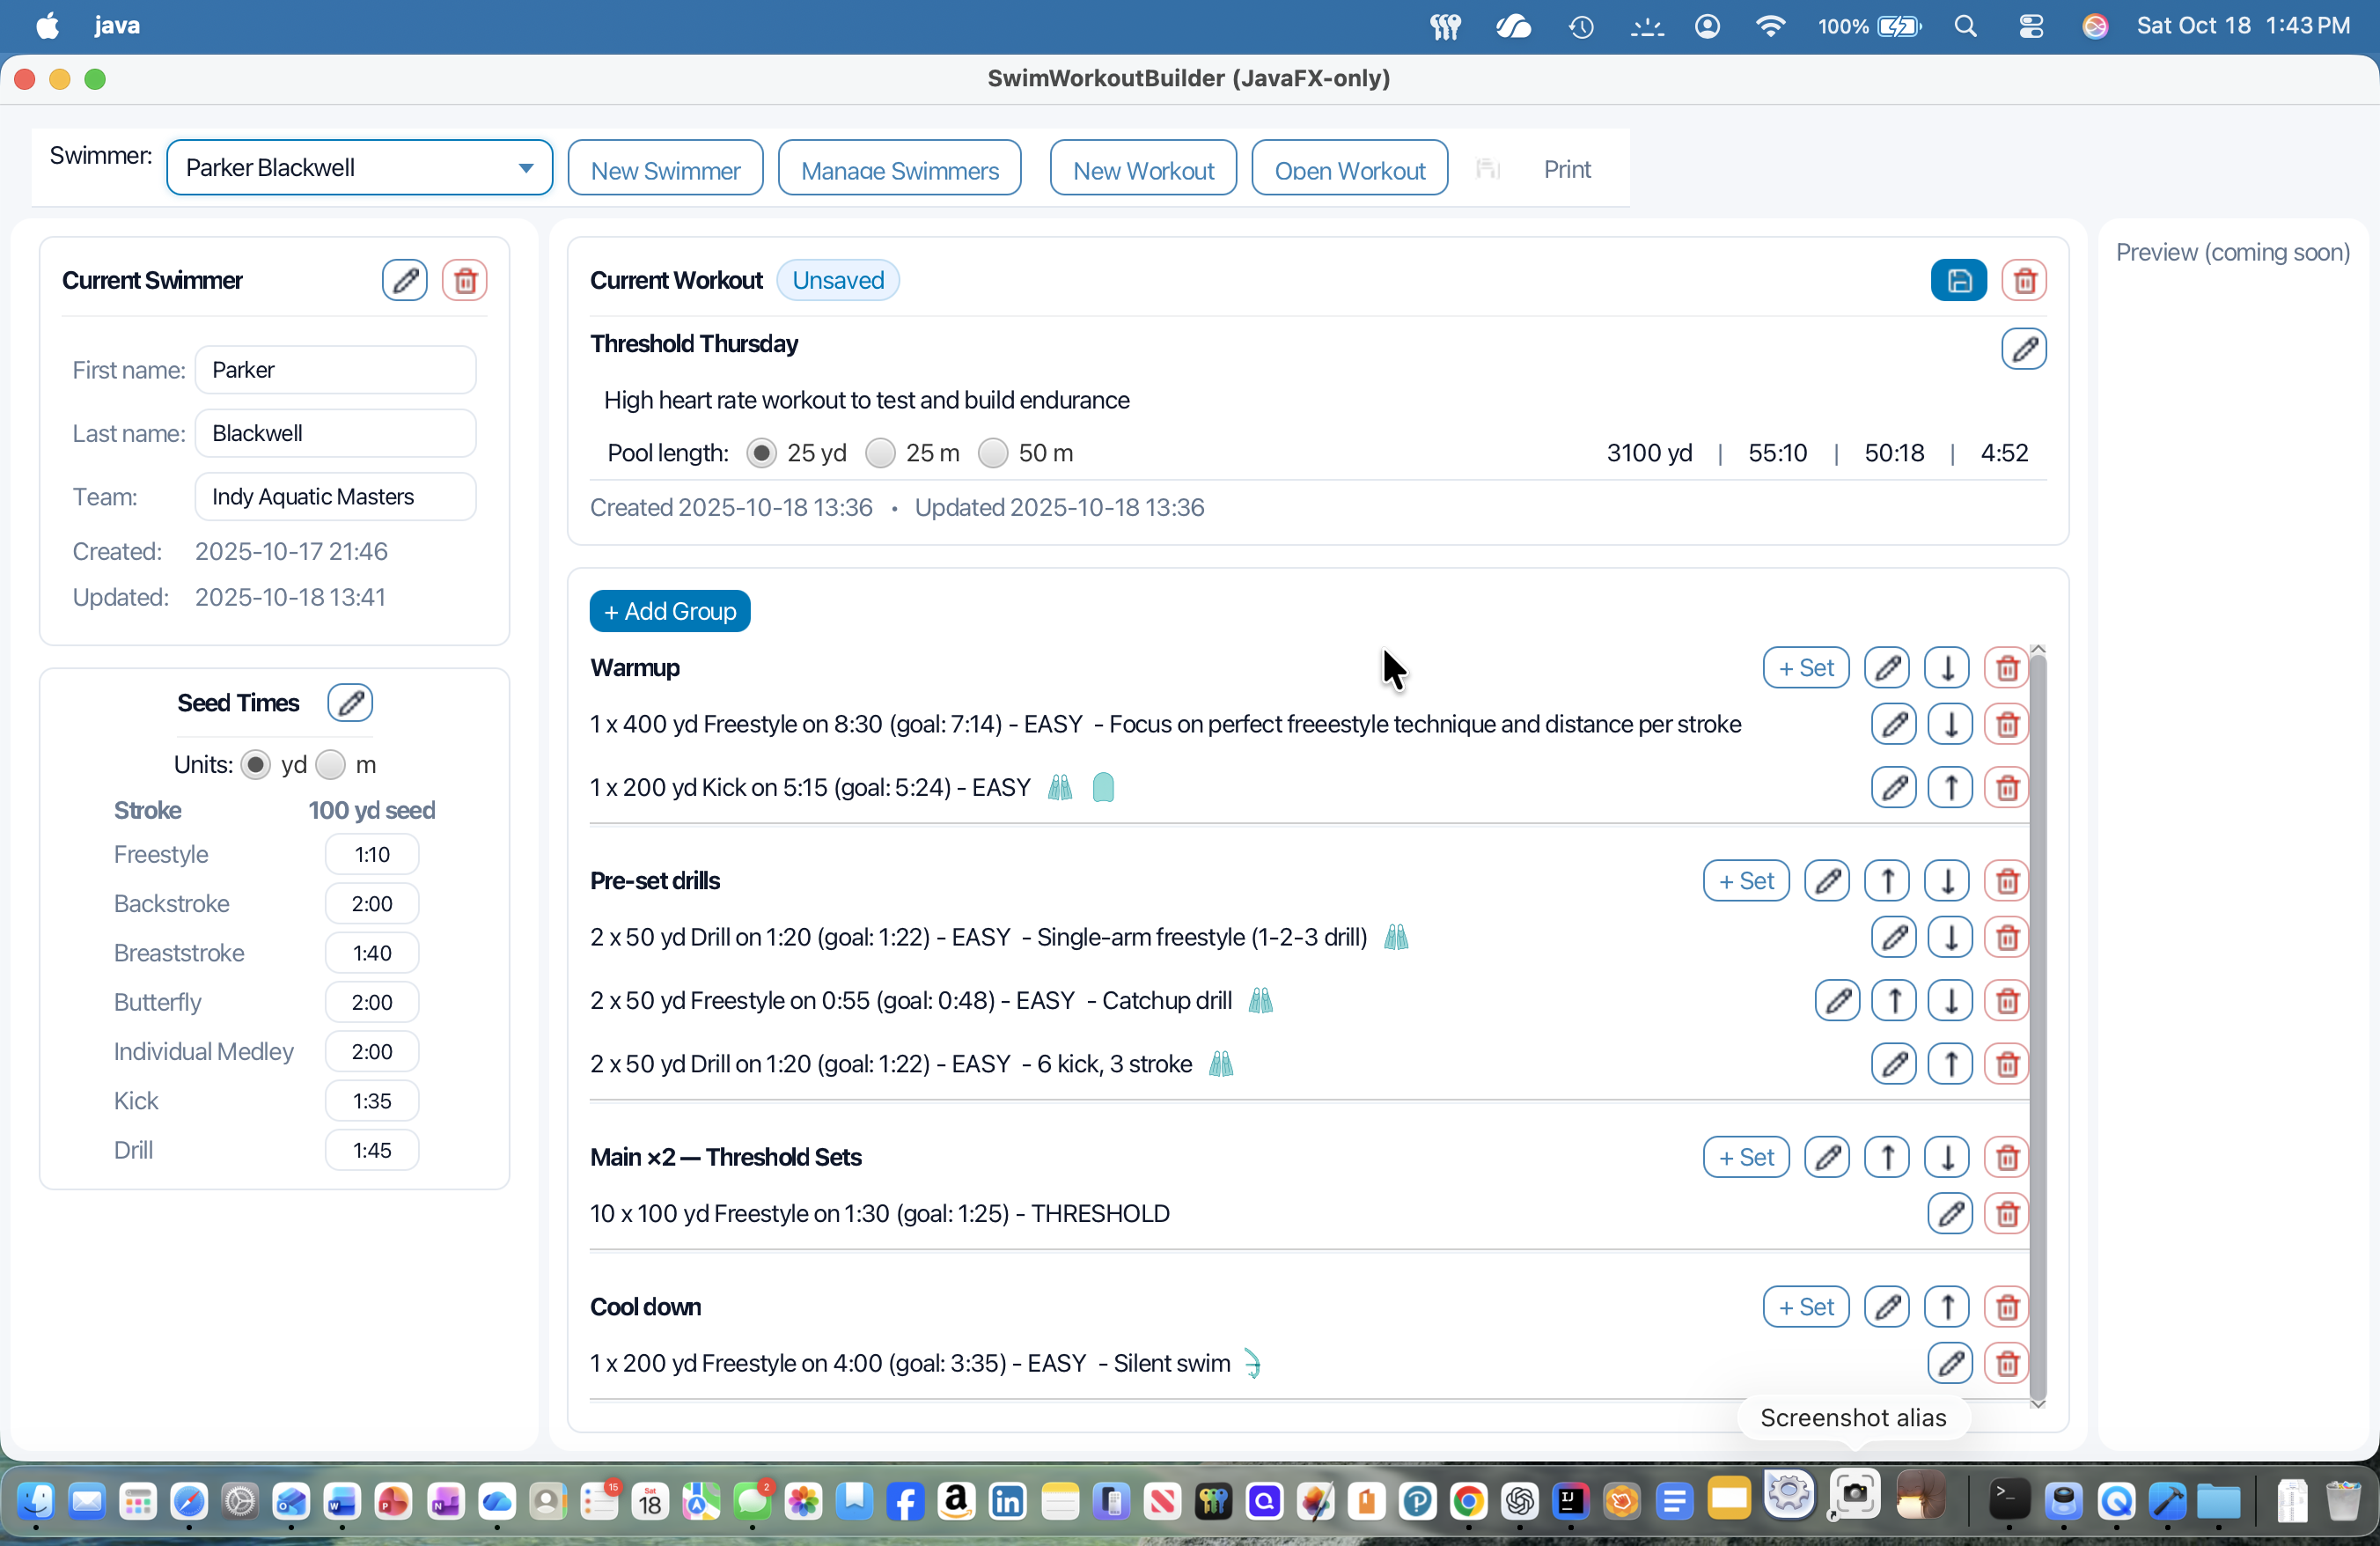 java
100%
Sat Oct 18 1:43 PM
SwimWorkoutBuilder (JavaFX-only)
Swimmer:
Parker Blackwell
New Swimmer
Manage Swimmers
New Workout
Open Workout
Print
Current Swimmer
First name: Parker
Last name: Blackwell
Team: Indy Aquatic Masters
Created: 2025-10-17 21:46
Updated: 2025-10-18 13:41
Seed Times
Units: yd m
Stroke 100 yd seed
Freestyle 1:10
Backstroke 2:00
Breaststroke 1:40
Butterfly 2:00
Individual Medley 2:00
Kick 1:35
Drill 1:45
Current Workout Unsaved
Threshold Thursday
High heart rate workout to test and build endurance
Pool length: 25 yd 25 m 50 m
3100 yd | 55:10 | 50:18 | 4:52
Created 2025-10-18 13:36 • Updated 2025-10-18 13:36
+ Add Group
Warmup + Set
1 x 400 yd Freestyle on 8:30 (goal: 7:14) - EASY - Focus on perfect freeestyle technique and distance per stroke
1 x 200 yd Kick on 5:15 (goal: 5:24) - EASY
Pre-set drills + Set
2 x 50 yd Drill on 1:20 (goal: 1:22) - EASY - Single-arm freestyle (1-2-3 drill)
2 x 50 yd Freestyle on 0:55 (goal: 0:48) - EASY - Catchup drill
2 x 50 yd Drill on 1:20 (goal: 1:22) - EASY - 6 kick, 3 stroke
Main ×2 — Threshold Sets + Set
10 x 100 yd Freestyle on 1:30 (goal: 1:25) - THRESHOLD
Cool down + Set
1 x 200 yd Freestyle on 4:00 (goal: 3:35) - EASY - Silent swim
Preview (coming soon)
Screenshot alias
15
Sat
18
2